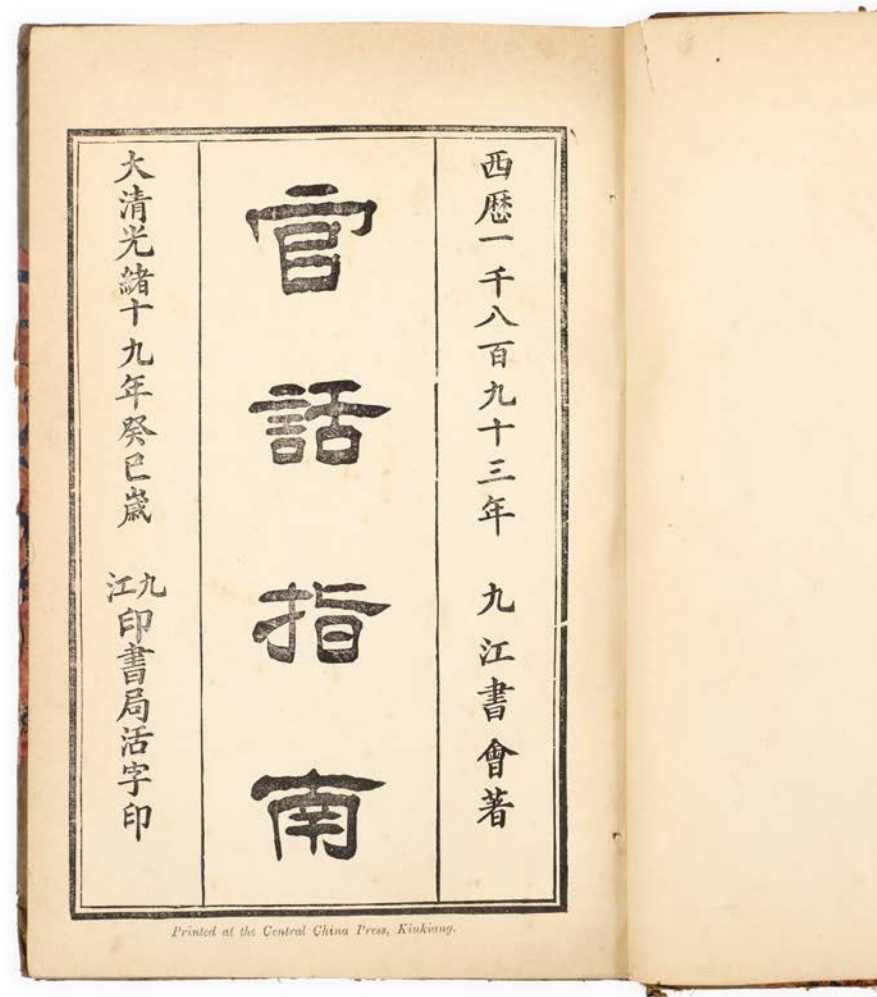 西歷一千八百九十三年 九江書會著
官話指南
大清光緒十九年癸巳歲 九江印書局活字印
Printed at the Central China Press, Kiukiang.